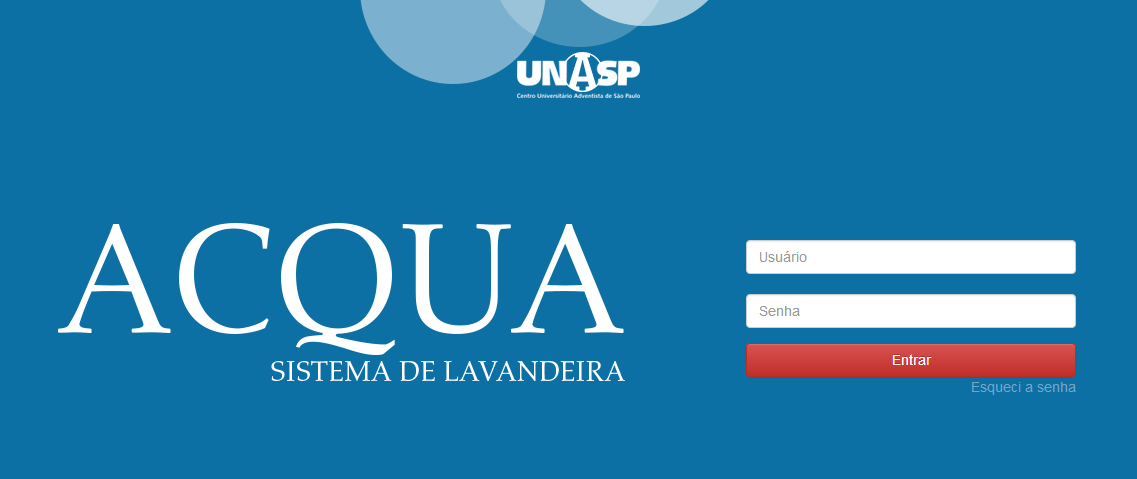 UNASP
Centro Universitário Adventista de São Paulo
ACQUA
SISTEMA DE LAVANDEIRA
Usuário
Senha
Entrar
Esqueci a senha